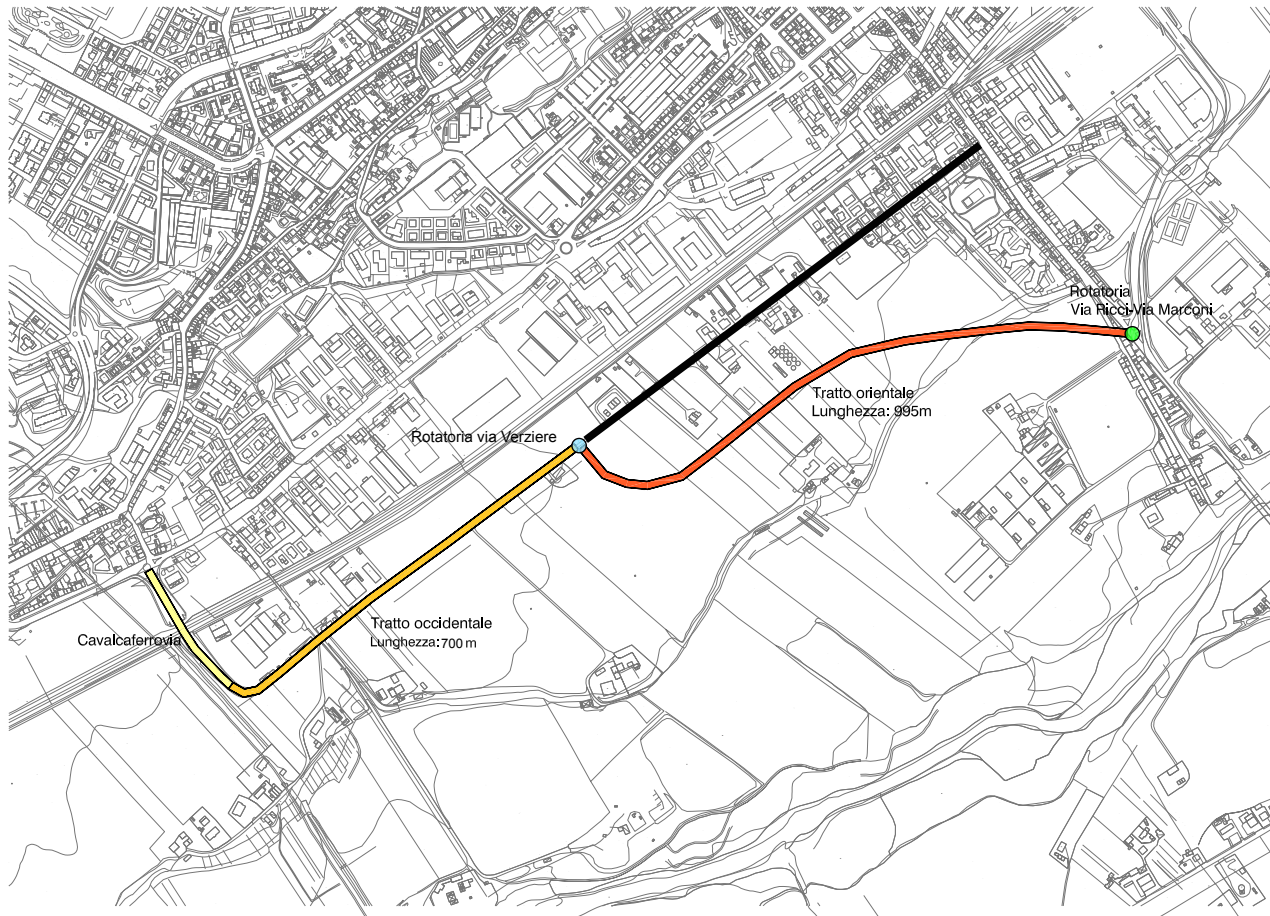 Rotatoria
Via Ricci-Via Marconi
Tratto orientale
Lunghezza: 995m
Rotatoria via Verziere
Tratto occidentale
Lunghezza: 700 m
Cavalcaferrovia